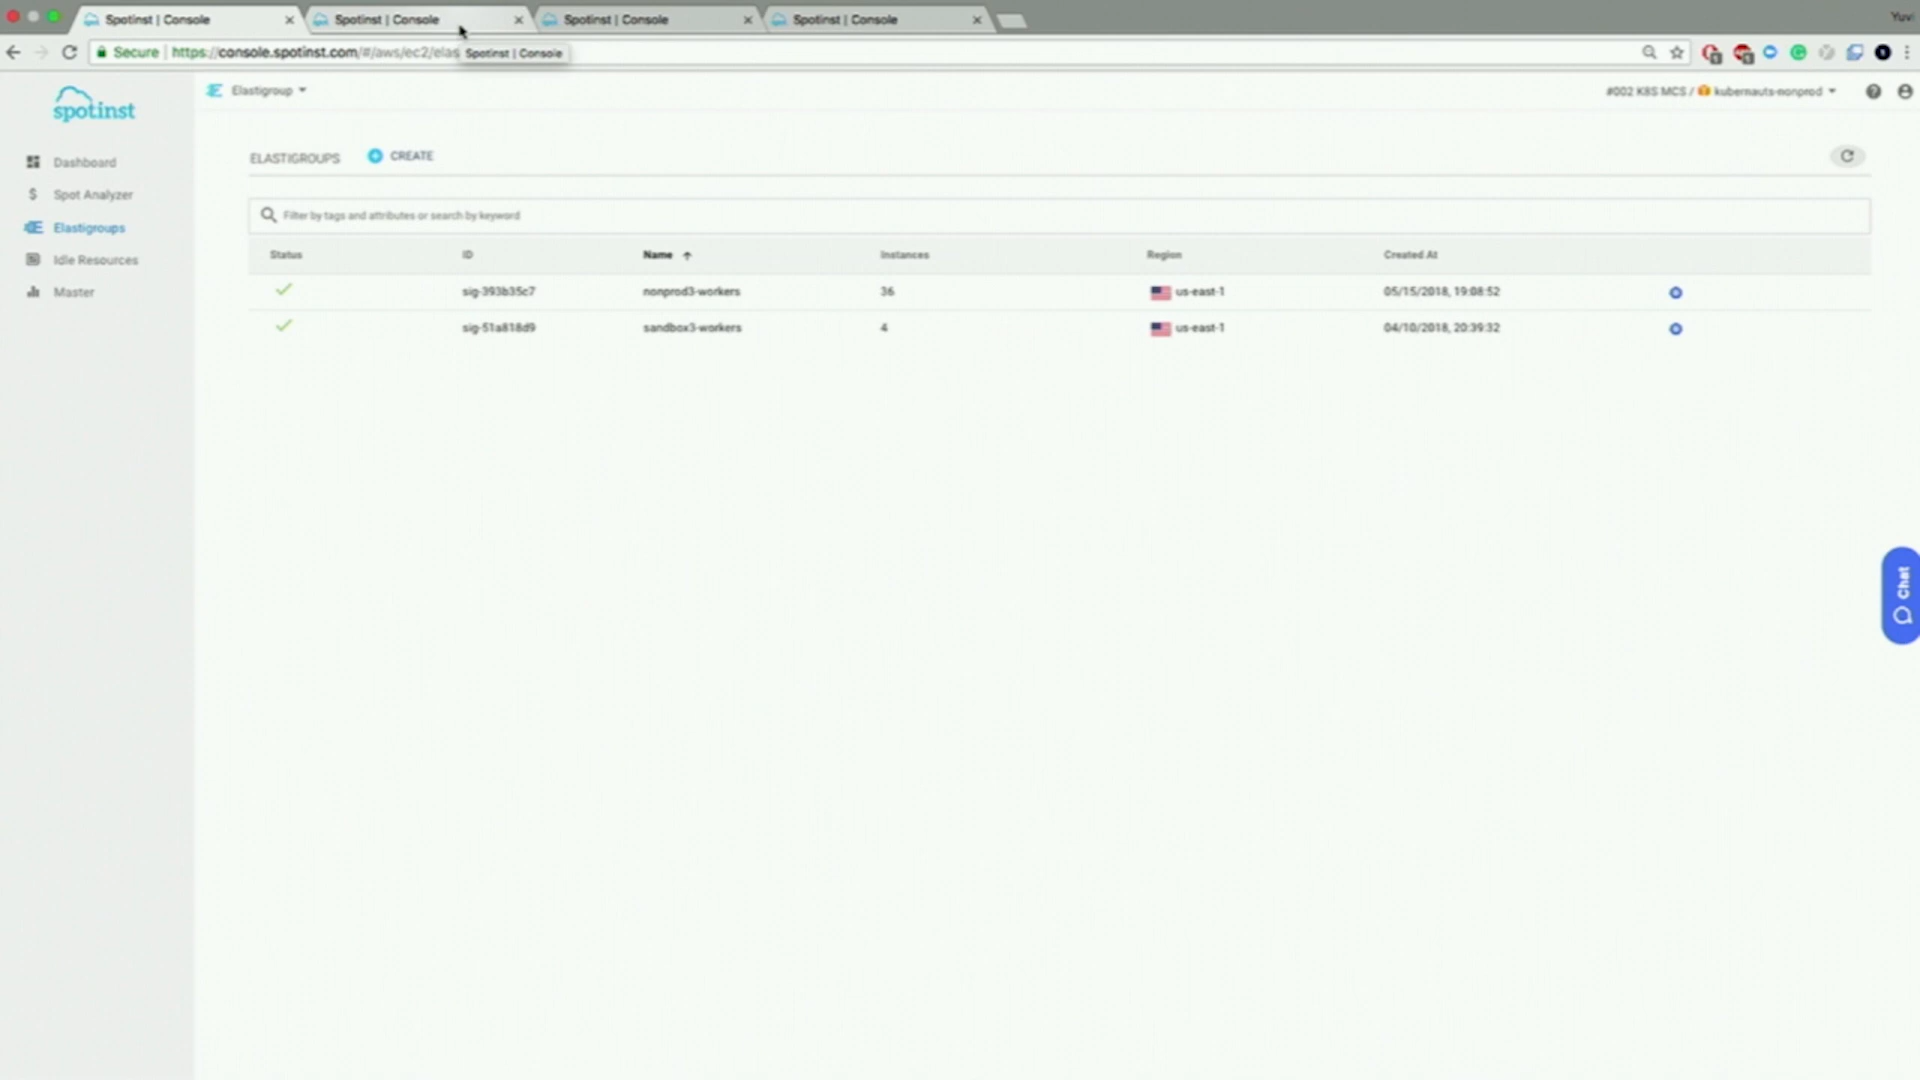 Spotinst | Console
Spotinst | Console
Spotinst | Console
Spotinst | Console
Yuvi
Secure | https://console.spotinst.com/#/aws/ec2/elas
Spotinst | Console
spotinst
Elastigroup
#002 K8S MCS / kubernauts-nonprod
Dashboard
Spot Analyzer
Elastigroups
Idle Resources
Master
ELASTIGROUPS CREATE
Filter by tags and attributes or search by keyword
Status ID Name Instances Region Created At
sig-393b35c7 nonprod3-workers 36 us-east-1 05/15/2018, 19:08:52
sig-51a818d9 sandbox3-workers 4 us-east-1 04/10/2018, 20:39:32
Chat